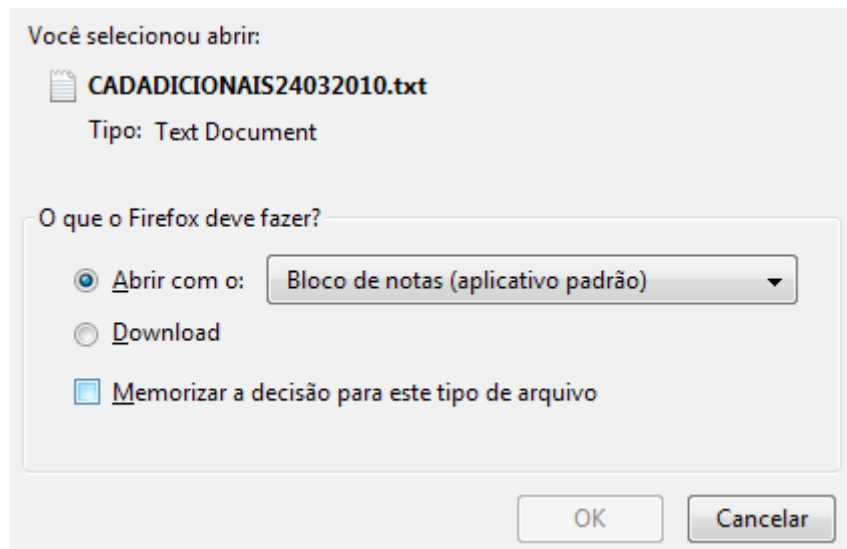 Você selecionou abrir:
CADADICIONAIS24032010.txt
Tipo: Text Document
O que o Firefox deve fazer?
Abrir com o: Bloco de notas (aplicativo padrão)
Download
Memorizar a decisão para este tipo de arquivo
OK Cancelar